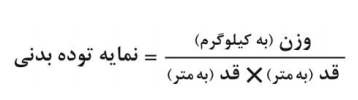 وزن (به کیلوگرم)
نمایه توده بدنی =
قد (به متر) × قد (به متر)